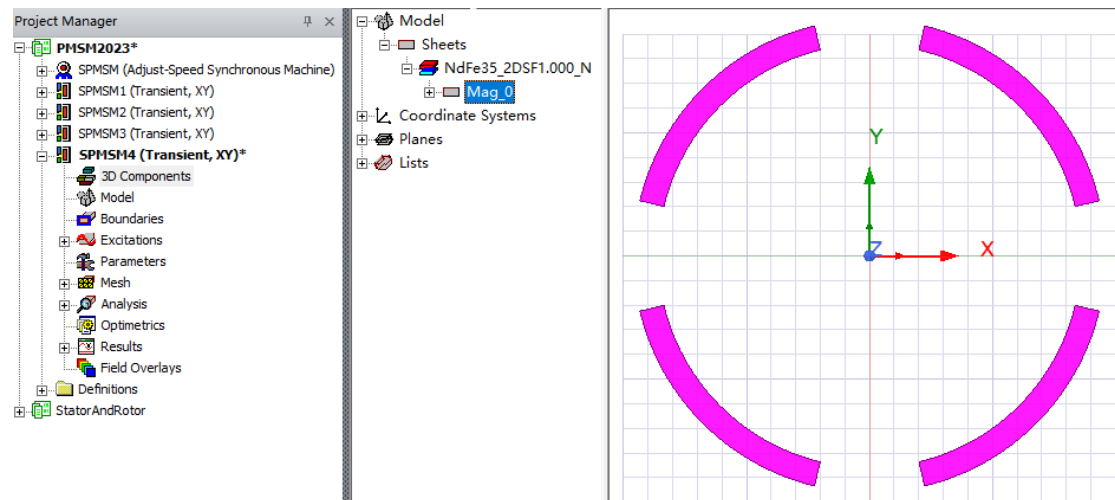 Project Manager
PMSM2023*
SPMSM (Adjust-Speed Synchronous Machine)
SPMSM1 (Transient, XY)
SPMSM2 (Transient, XY)
SPMSM3 (Transient, XY)
SPMSM4 (Transient, XY)*
3D Components
Model
Boundaries
Excitations
Parameters
Mesh
Analysis
Optimetrics
Results
Field Overlays
Definitions
StatorAndRotor
Model
Sheets
NdFe35_2DSF1.000_N
Mag_0
Coordinate Systems
Planes
Lists
Y
Z
X